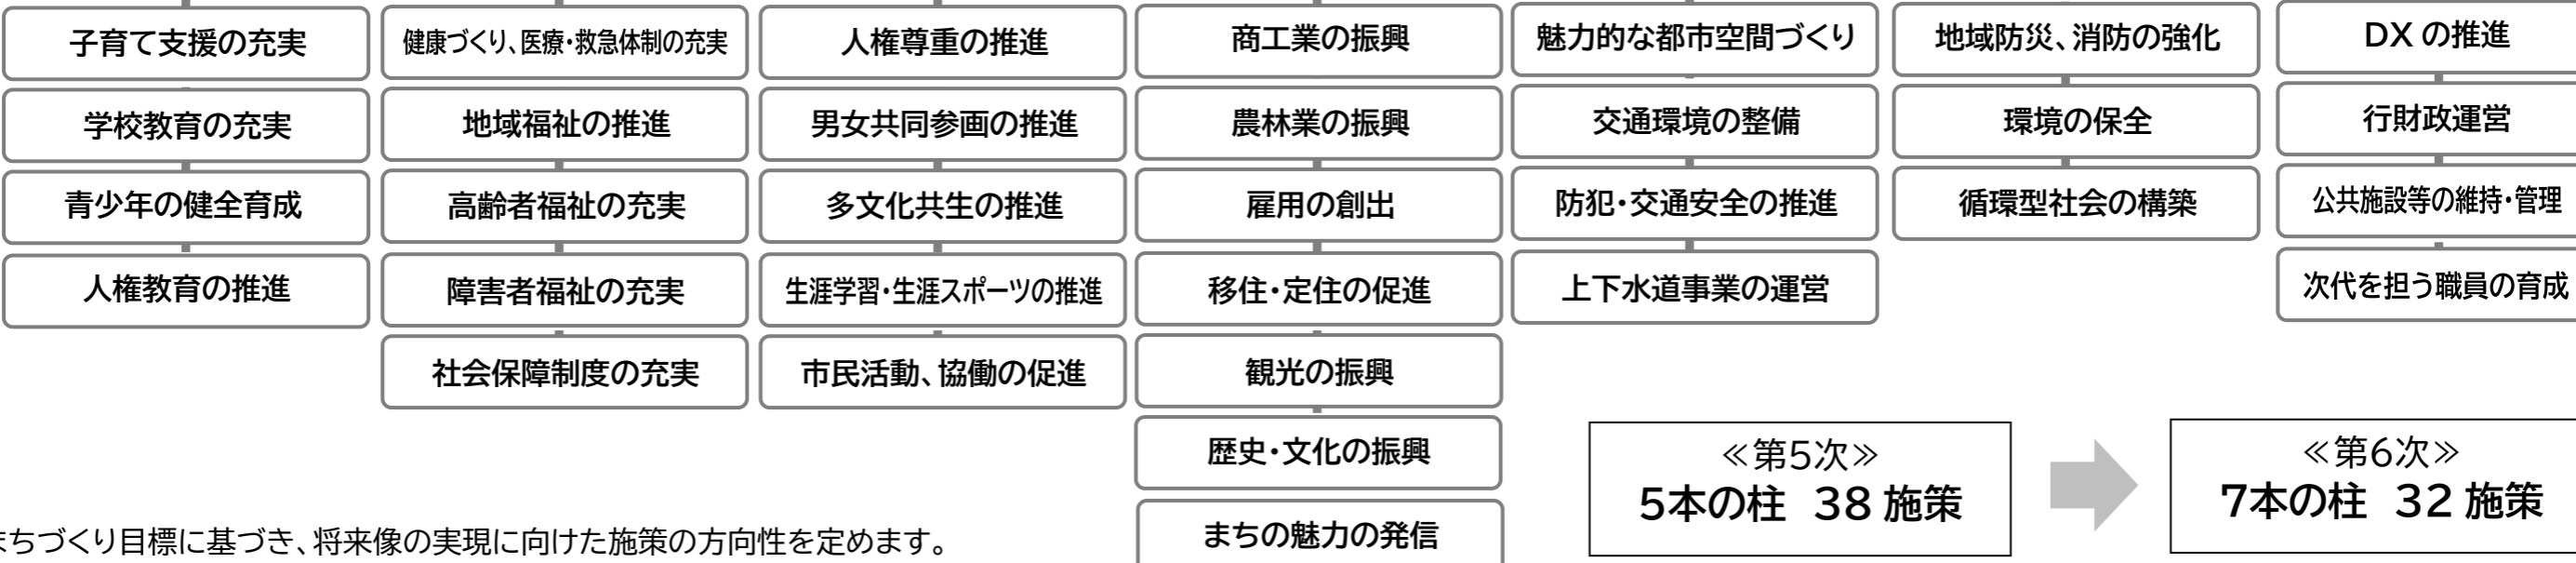 子育て支援の充実
学校教育の充実
青少年の健全育成
人権教育の推進
健康づくり、医療・救急体制の充実
地域福祉の推進
高齢者福祉の充実
障害者福祉の充実
社会保障制度の充実
人権尊重の推進
男女共同参画の推進
多文化共生の推進
生涯学習・生涯スポーツの推進
市民活動、協働の促進
商工業の振興
農林業の振興
雇用の創出
移住・定住の促進
観光の振興
歴史・文化の振興
まちの魅力の発信
魅力的な都市空間づくり
交通環境の整備
防犯・交通安全の推進
上下水道事業の運営
地域防災、消防の強化
環境の保全
循環型社会の構築
DXの推進
行財政運営
公共施設等の維持・管理
次代を担う職員の育成
≪第5次≫
5本の柱 38施策
≪第6次≫
7本の柱 32施策
まちづくり目標に基づき、将来像の実現に向けた施策の方向性を定めます。